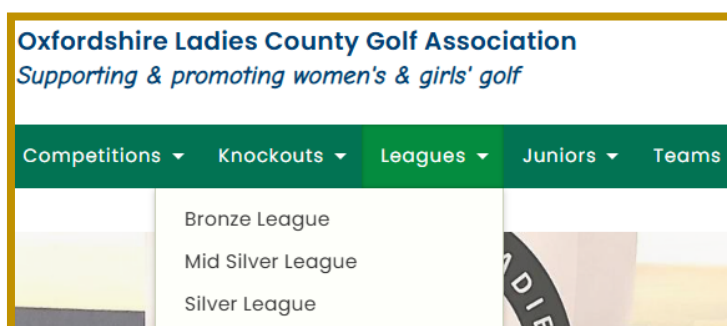 Oxfordshire Ladies County Golf Association
Supporting & promoting women's & girls' golf
Competitions Knockouts Leagues Juniors Teams
Bronze League
Mid Silver League
Silver League